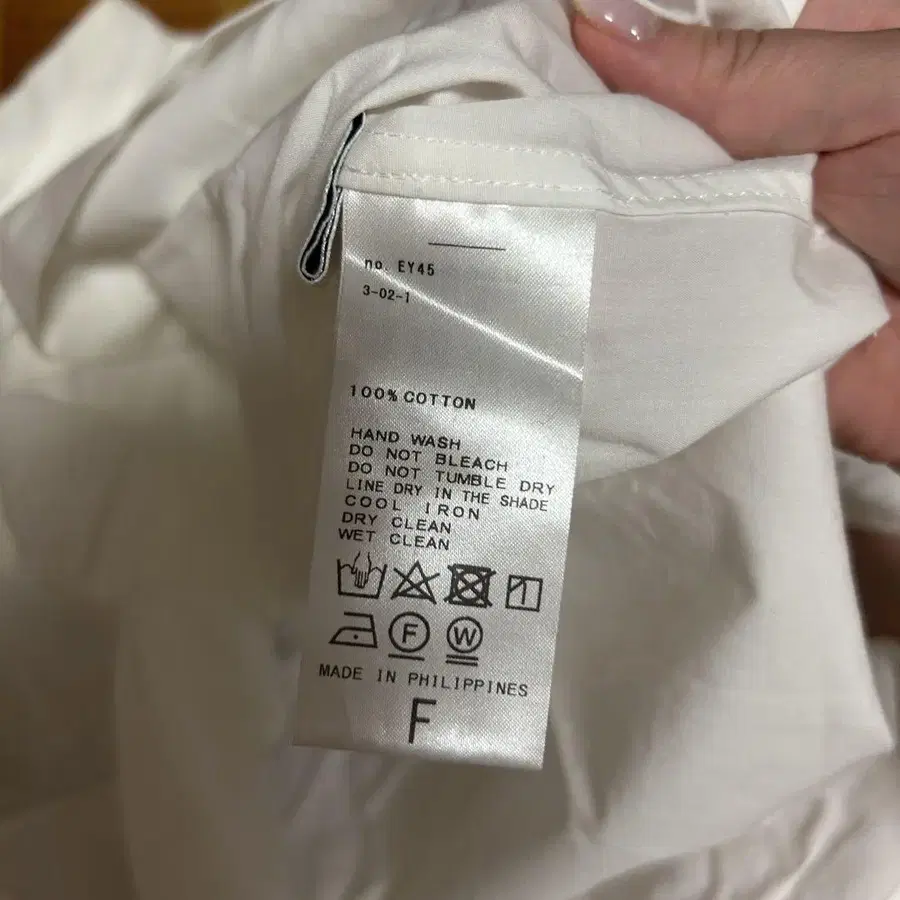 no. EY45
3-02-1
100% COTTON
HAND WASH
DO NOT BLEACH
DO NOT TUMBLE DRY
LINE DRY IN THE SHADE
COOL IRON
DRY CLEAN
WET CLEAN
F W
MADE IN PHILIPPINES
F